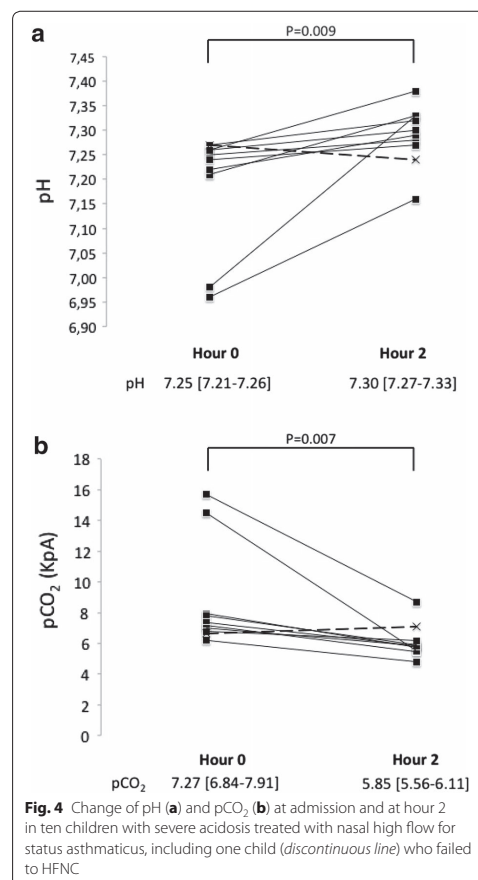 a
P=0.009
7,45
7,40
7,35
7,30
7,25
7,20
7,15
7,10
7,05
7,00
6,95
6,90
pH
Hour 0 Hour 2
pH 7.25 [7.21-7.26] 7.30 [7.27-7.33]
b
P=0.007
18
16
14
12
10
8
6
4
2
0
pCO₂ (KpA)
Hour 0 Hour 2
pCO₂ 7.27 [6.84-7.91] 5.85 [5.56-6.11]
Fig. 4 Change of pH (a) and pCO₂ (b) at admission and at hour 2
in ten children with severe acidosis treated with nasal high flow for
status asthmaticus, including one child (discontinuous line) who failed
to HFNC